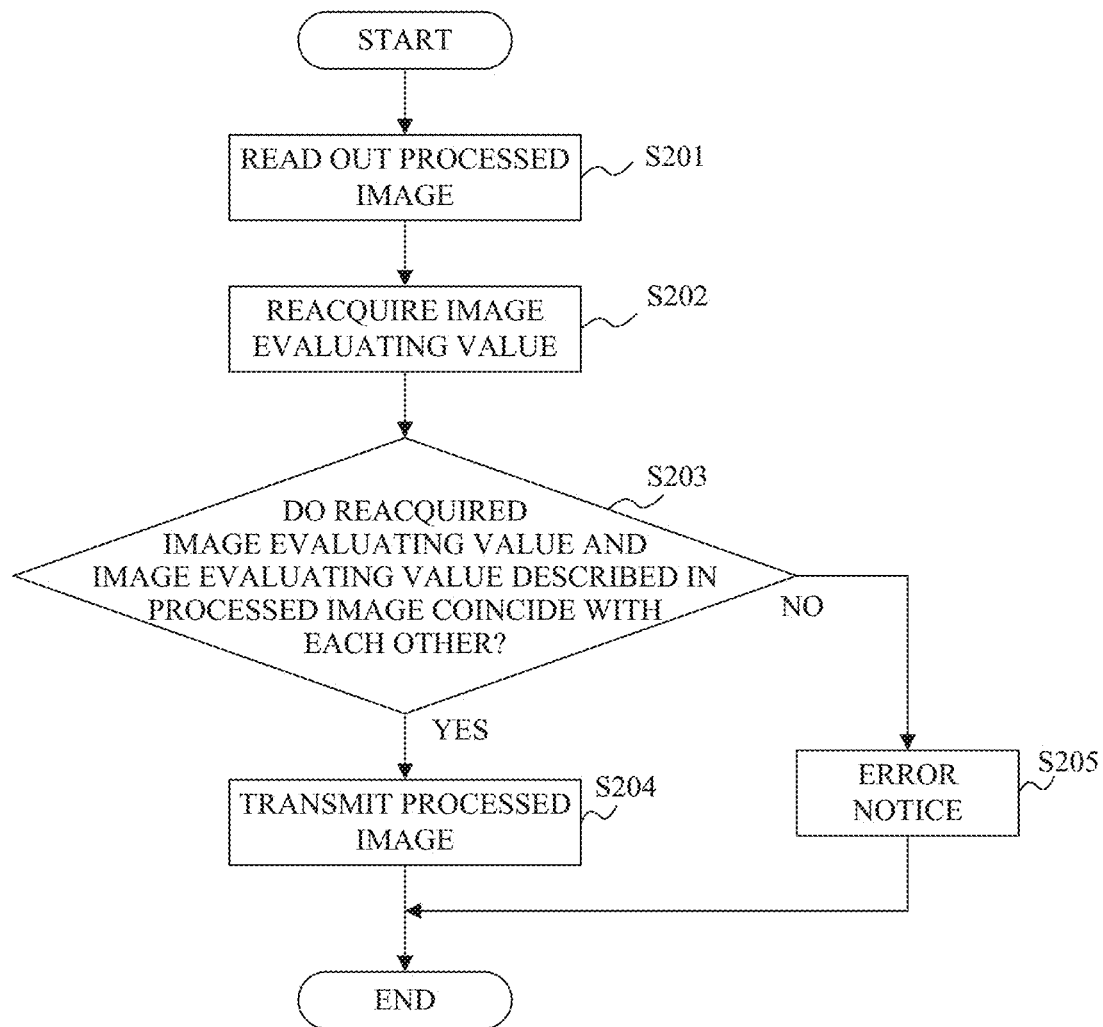 START
READ OUT PROCESSED
IMAGE
S201
REACQUIRE IMAGE
EVALUATING VALUE
S202
DO REACQUIRED
IMAGE EVALUATING VALUE AND
IMAGE EVALUATING VALUE DESCRIBED IN
PROCESSED IMAGE COINCIDE WITH
EACH OTHER?
S203
NO
YES
TRANSMIT PROCESSED
IMAGE
S204
ERROR
NOTICE
S205
END